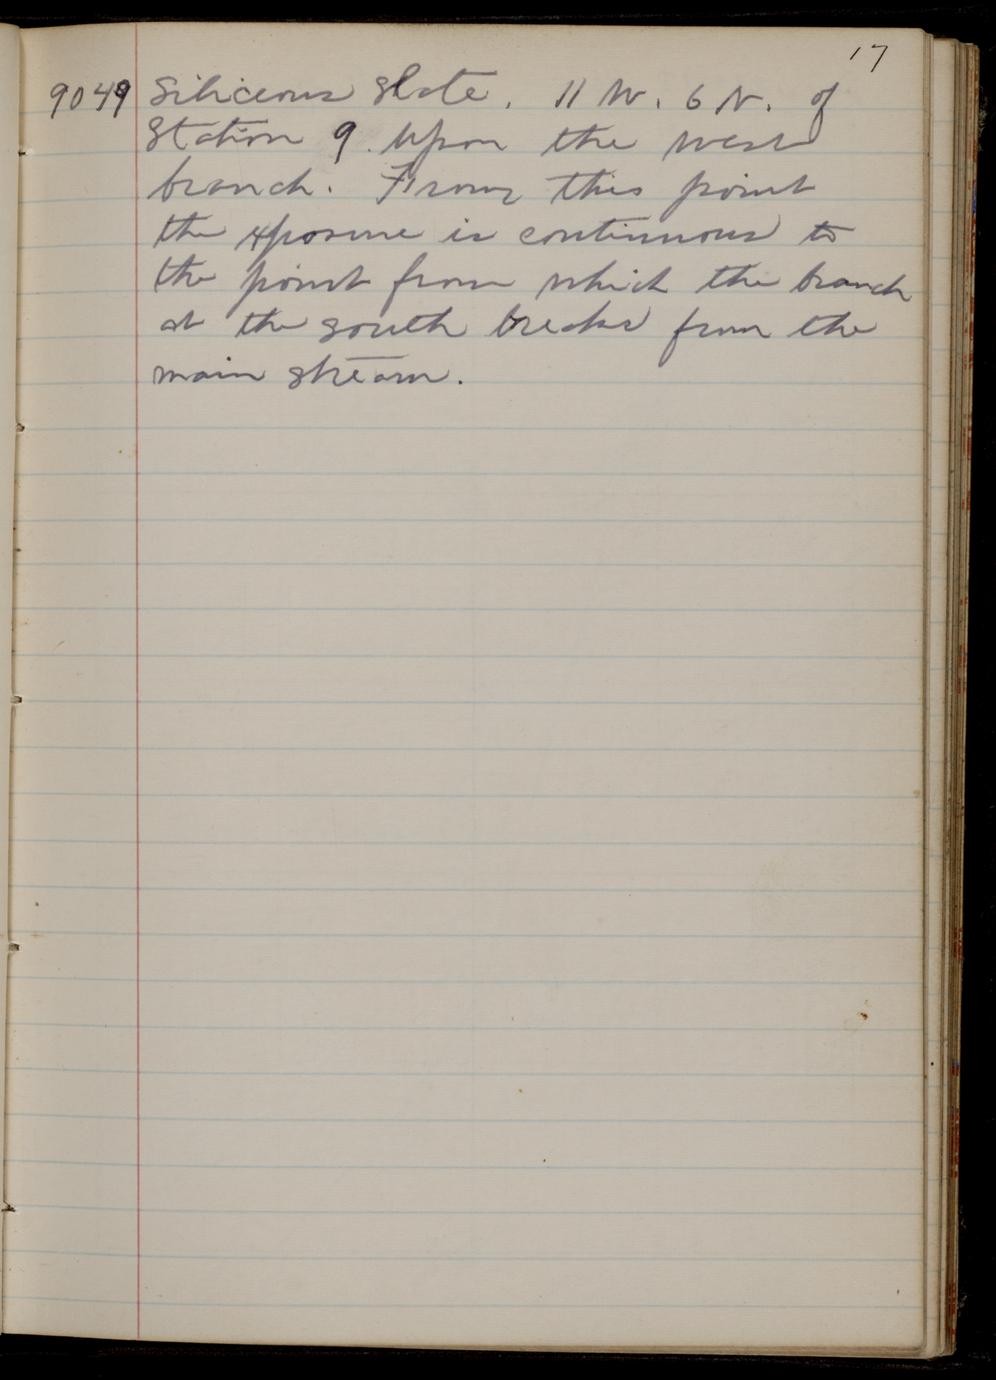 17
9049 Siliceous slate. 11 W. 6 N. of
Station 9. Upon the west
branch. From this point
the xposure is continuous to
the point from which the branch
at the south breaks from the
main stream.